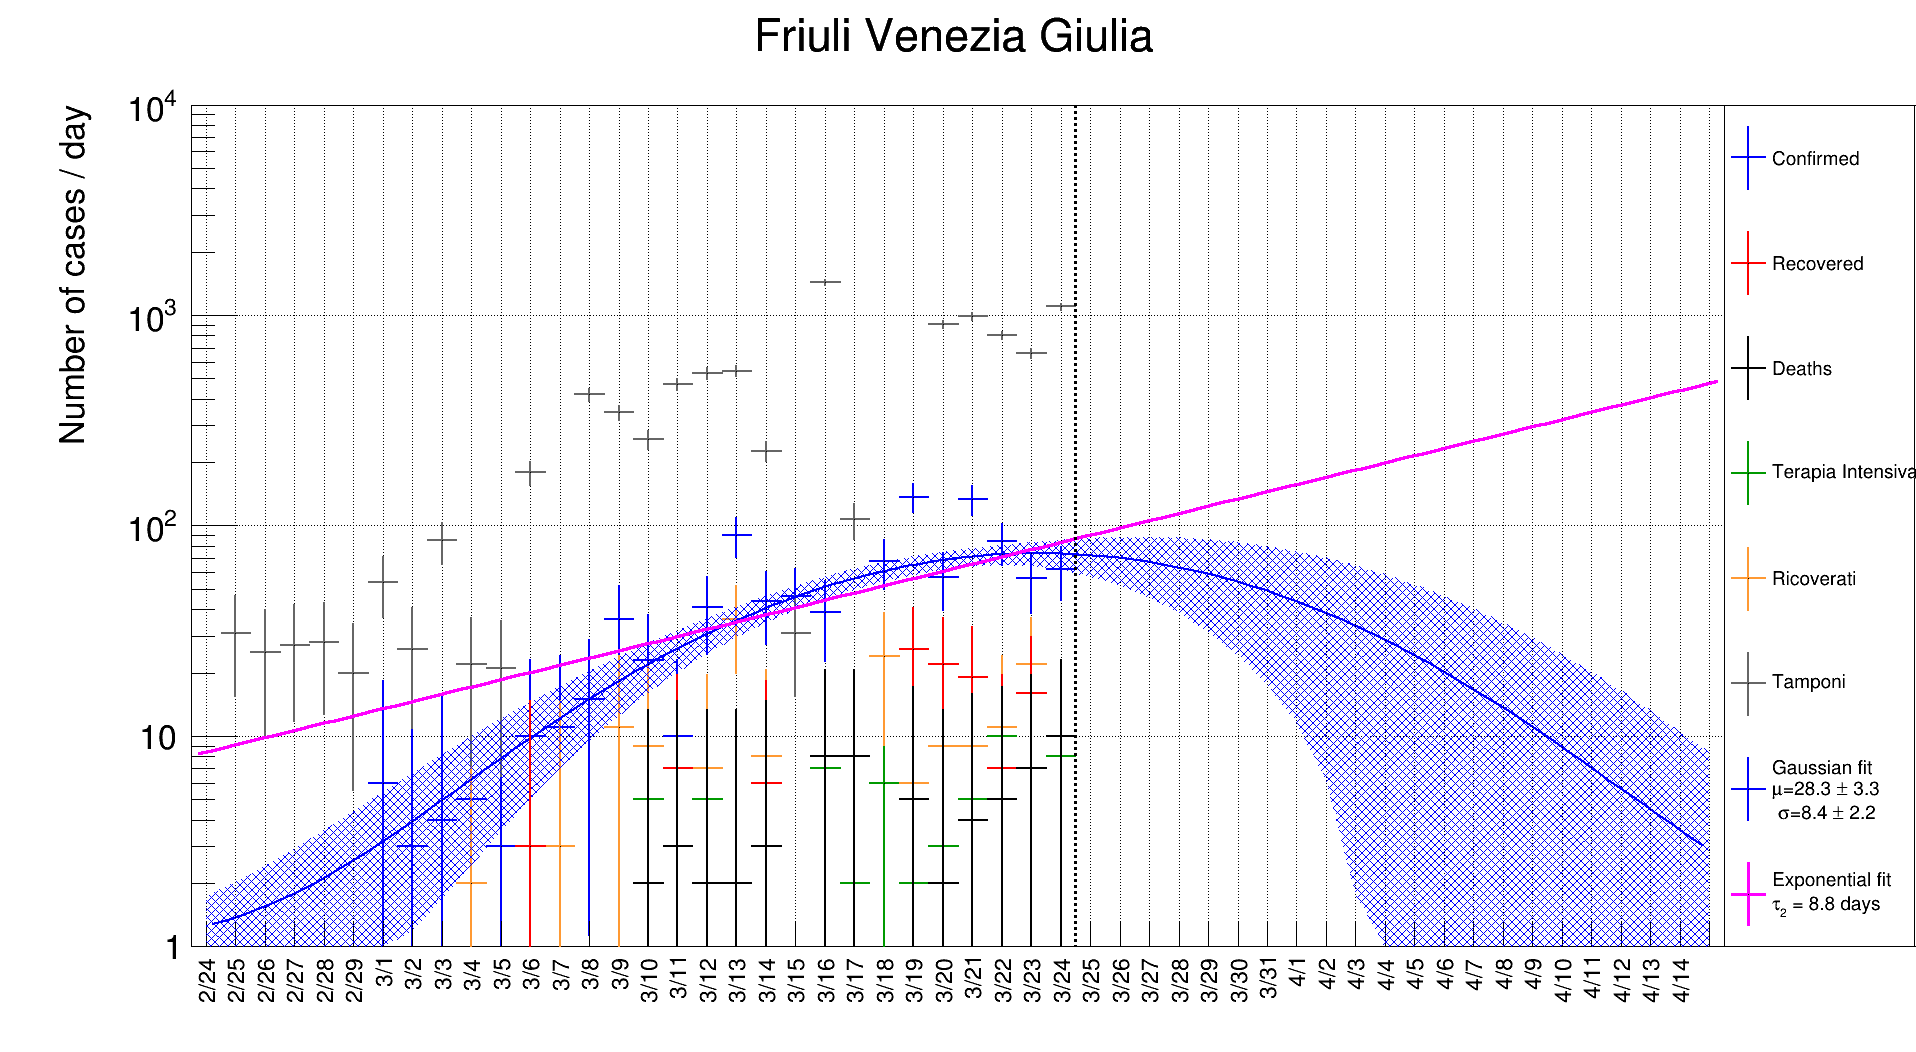 Friuli Venezia Giulia
Number of cases / day
10⁴
10³
10²
10
1
2/24 2/25 2/26 2/27 2/28 2/29 3/1 3/2 3/3 3/4 3/5 3/6 3/7 3/8 3/9 3/10 3/11 3/12 3/13 3/14 3/15 3/16 3/17 3/18 3/19 3/20 3/21 3/22 3/23 3/24 3/25 3/26 3/27 3/28 3/29 3/30 3/31 4/1 4/2 4/3 4/4 4/5 4/6 4/7 4/8 4/9 4/10 4/11 4/12 4/13 4/14
Confirmed
Recovered
Deaths
Terapia Intensiva
Ricoverati
Tamponi
Gaussian fit
μ=28.3 ± 3.3
σ=8.4 ± 2.2
Exponential fit
τ₂ = 8.8 days